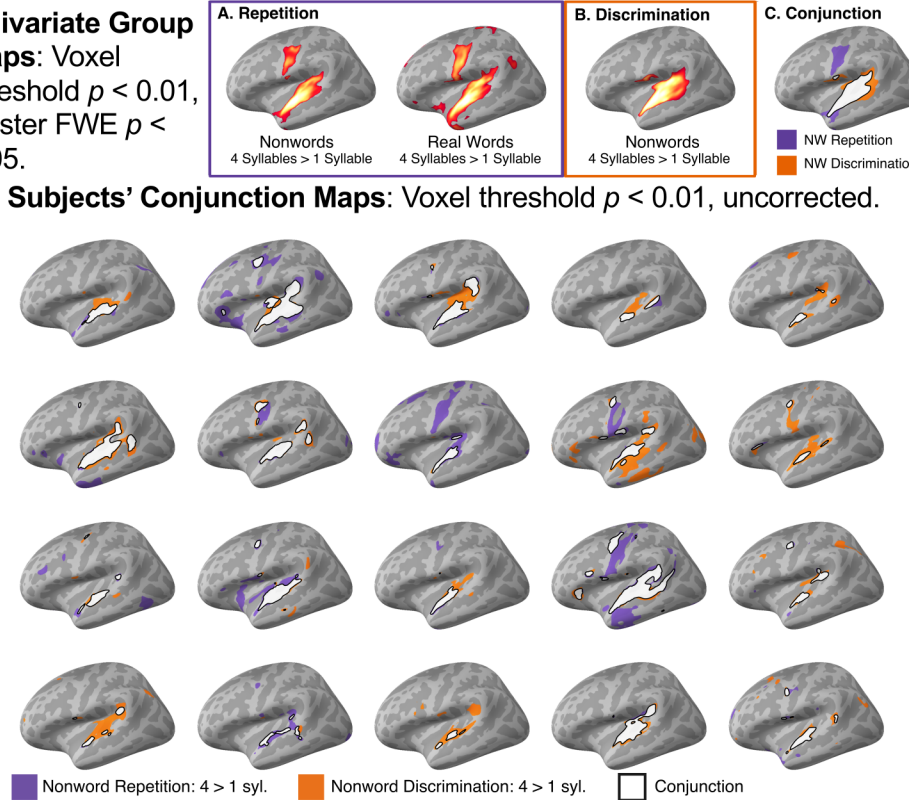 ivariate Group
aps: Voxel
eshold p < 0.01,
ster FWE p <
05.
A. Repetition
Nonwords
4 Syllables > 1 Syllable
Real Words
4 Syllables > 1 Syllable
B. Discrimination
Nonwords
4 Syllables > 1 Syllable
C. Conjunction
NW Repetition
NW Discriminatio
Subjects’ Conjunction Maps: Voxel threshold p < 0.01, uncorrected.
Nonword Repetition: 4 > 1 syl.
Nonword Discrimination: 4 > 1 syl.
Conjunction